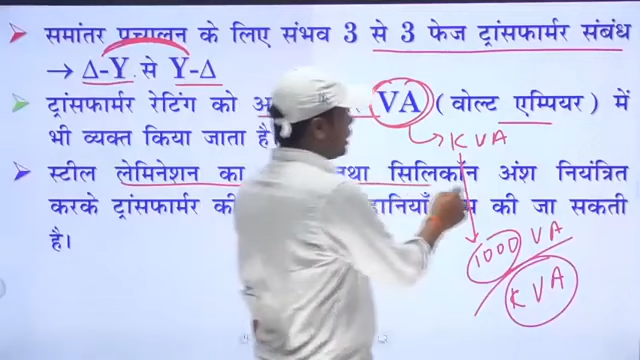 समांतर प्रचालन के लिए संभव 3 से 3 फेज ट्रांसफार्मर संबंध
→ Δ-Y से Y-Δ
ट्रांसफार्मर रेटिंग को VA (वोल्ट एम्पियर) में
भी व्यक्त किया जाता है
KVA
स्टील लेमिनेशन का तथा सिलिकॉन अंश नियंत्रित
करके ट्रांसफार्मर की की जा सकती
है।
1000 VA
KVA